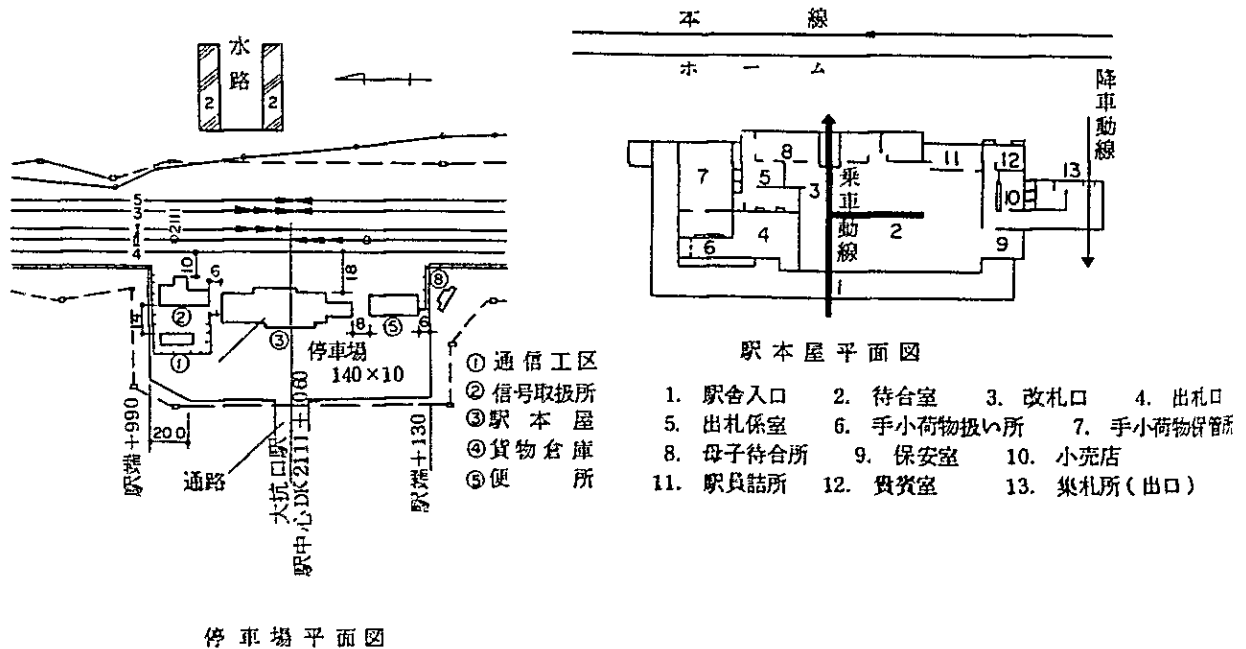 水路
2
2
5
3
1
11
4
211
10
6
18
14
8
6
⑧
②
①
③
⑤
停車場
140×10
200
通路
駅端+990
大抗口駅
駅中心DK2111+060
駅端+130
①通信工区
②信号取扱所
③駅本屋
④貨物倉庫
⑤便所
停車場平面図
本線
ホーム
降車動線
乗車動線
8
7
5
3
11
12
13
10
6
4
2
9
1
駅本屋平面図
1. 駅舎入口 2. 待台室 3. 改札口 4. 出札口
5. 出札係室 6. 手小荷物扱い所 7. 手小荷物保管所
8. 母子待合所 9. 保安室 10. 小売店
11. 駅員詰所 12. 貴賓室 13. 集札所(出口)